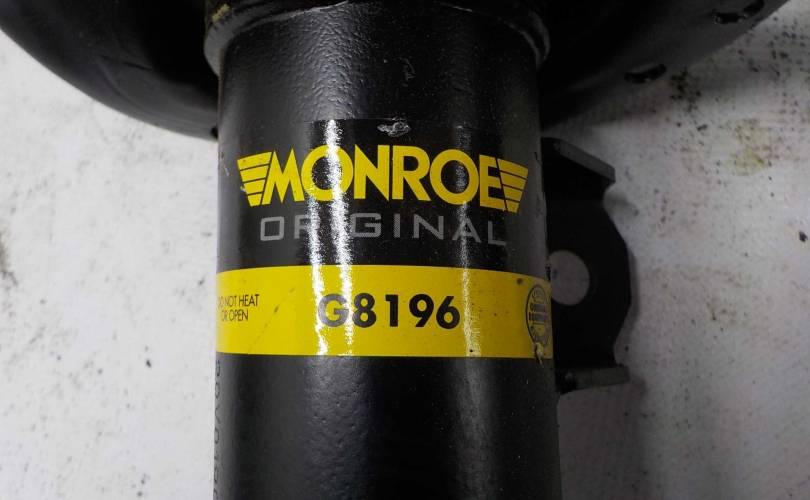 MONROE
ORIGINAL
DO NOT HEAT
OR OPEN
G8196